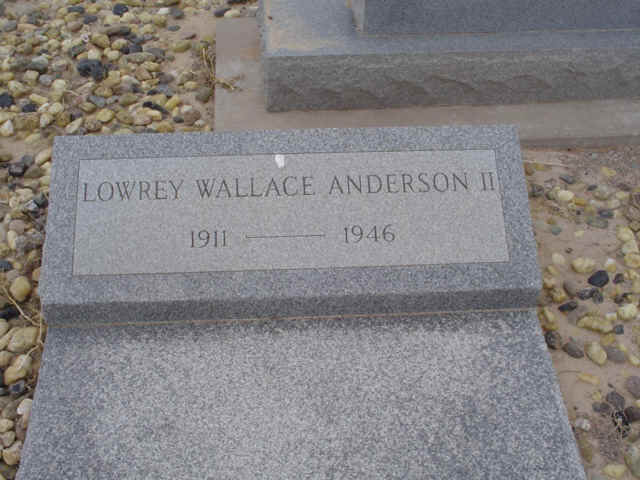 LOWREY WALLACE ANDERSON II
1911 — 1946